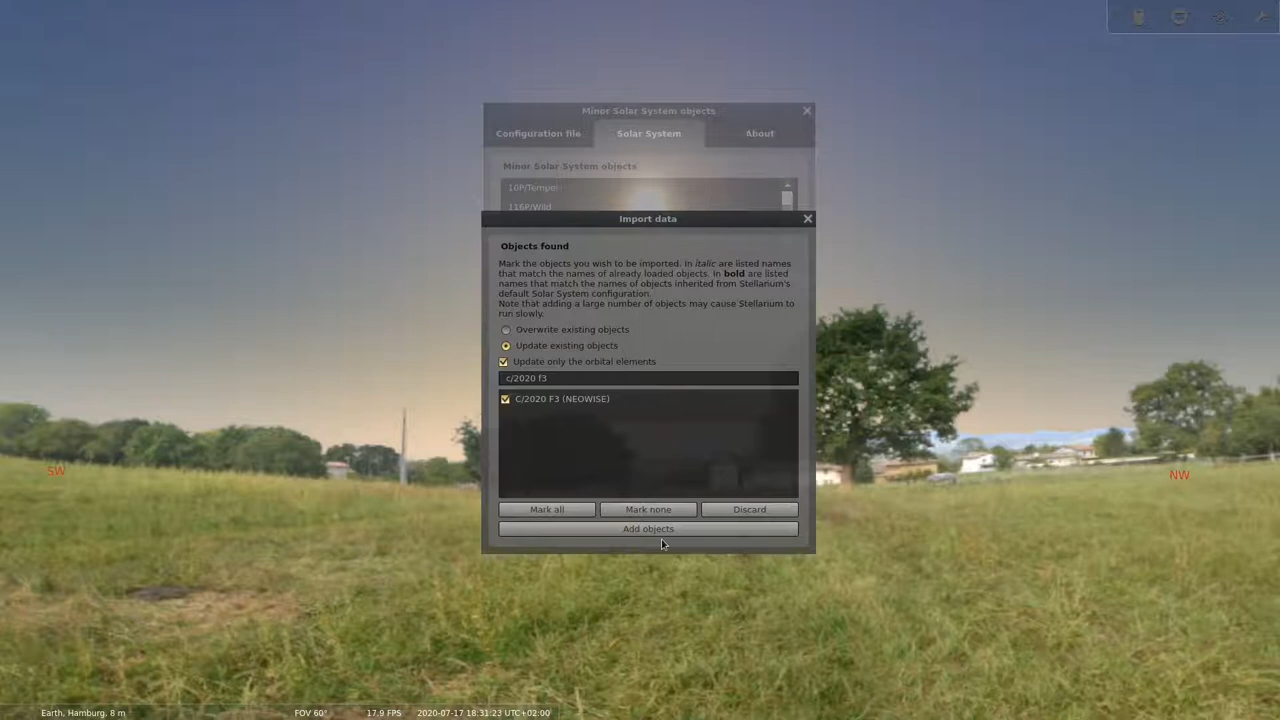 Minor Solar System objects
Configuration file
Solar System
About
Minor Solar System objects
10P/Tempel
116P/Wild
Import data
Objects found
Mark the objects you wish to be imported. In italic are listed names
that match the names of already loaded objects. In bold are listed
names that match the names of objects inherited from Stellarium's
default Solar System configuration.
Note that adding a large number of objects may cause Stellarium to
run slowly.
Overwrite existing objects
Update existing objects
Update only the orbital elements
c/2020 f3
C/2020 F3 (NEOWISE)
SW
NW
Mark all
Mark none
Discard
Add objects
Earth, Hamburg, 8 m
FOV 60°
17.9 FPS
2020-07-17 18:31:23 UTC+02:00